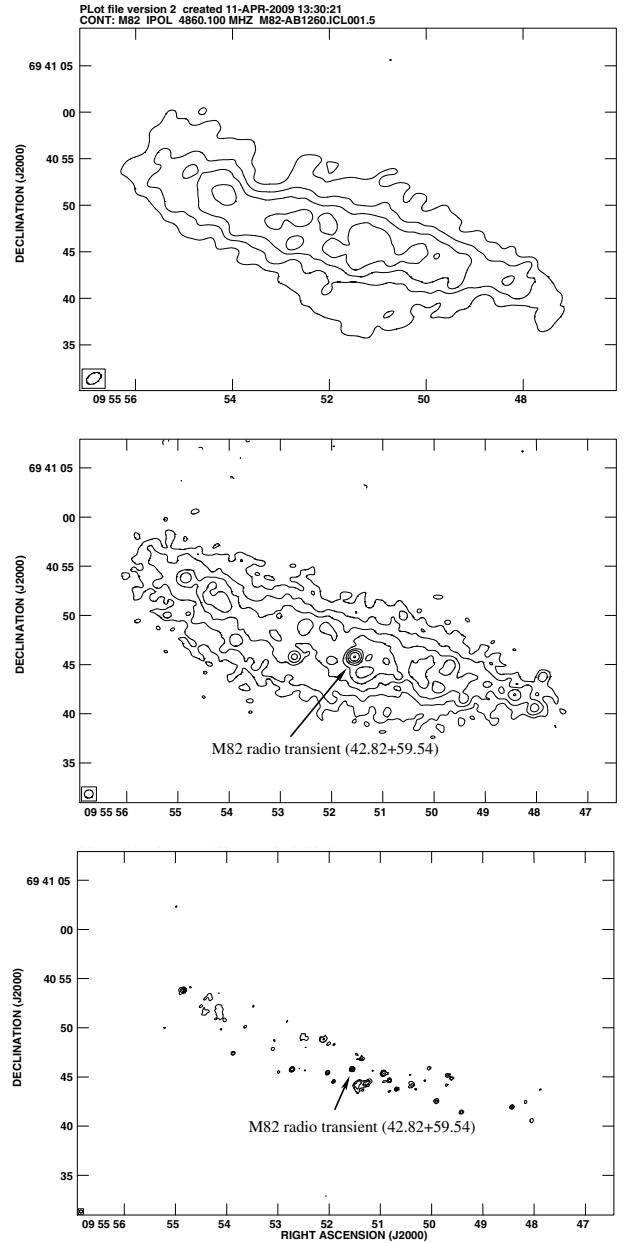 PLot file version 2  created 11-APR-2009 13:30:21
CONT: M82  IPOL  4860.100 MHZ  M82-AB1260.ICL001.5
DECLINATION (J2000)
69 41 05
00
40 55
50
45
40
35
09 55 56 54 52 50 48
DECLINATION (J2000)
69 41 05
00
40 55
50
45
40
35
M82 radio transient (42.82+59.54)
09 55 56 55 54 53 52 51 50 49 48 47
DECLINATION (J2000)
69 41 05
00
40 55
50
45
40
35
M82 radio transient (42.82+59.54)
09 55 56 55 54 53 52 51 50 49 48 47
RIGHT ASCENSION (J2000)